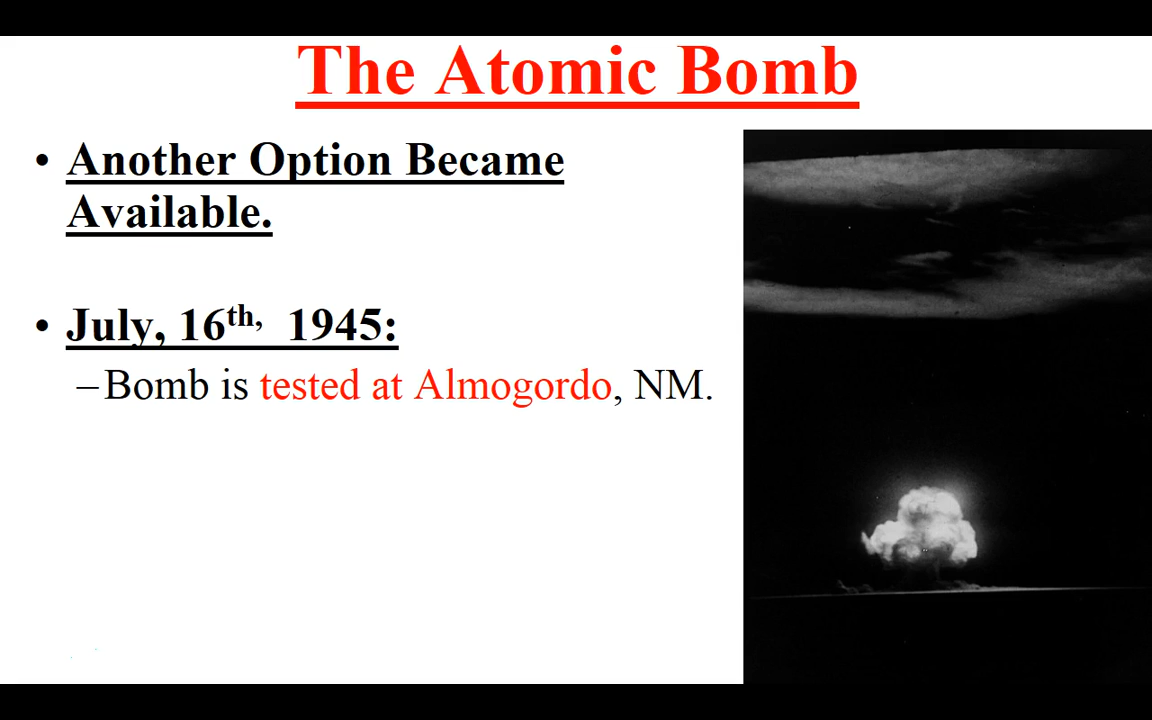 The Atomic Bomb
• Another Option Became
Available.
• July, 16th, 1945:
–Bomb is tested at Almogordo, NM.